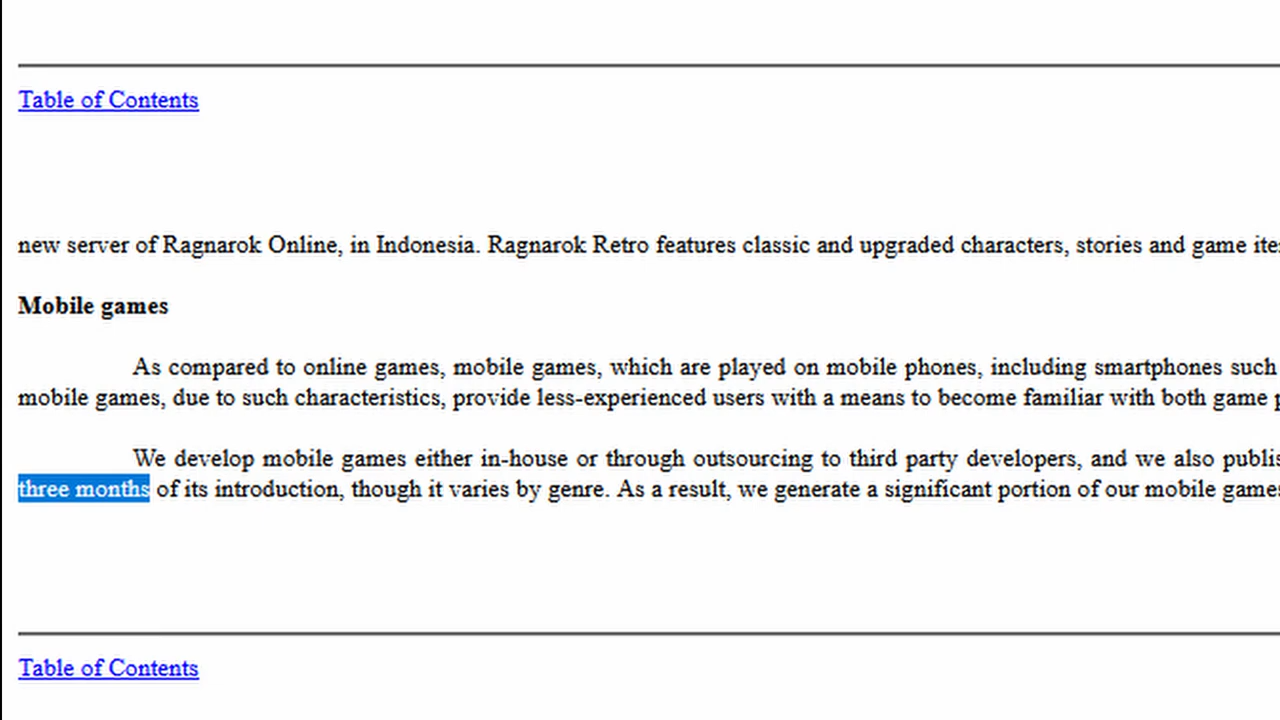 Table of Contents
new server of Ragnarok Online, in Indonesia. Ragnarok Retro features classic and upgraded characters, stories and game
Mobile games
As compared to online games, mobile games, which are played on mobile phones, including smartphones such
mobile games, due to such characteristics, provide less-experienced users with a means to become familiar with both game
We develop mobile games either in-house or through outsourcing to third party developers, and we also
three months of its introduction, though it varies by genre. As a result, we generate a significant portion of our mobile games
Table of Contents